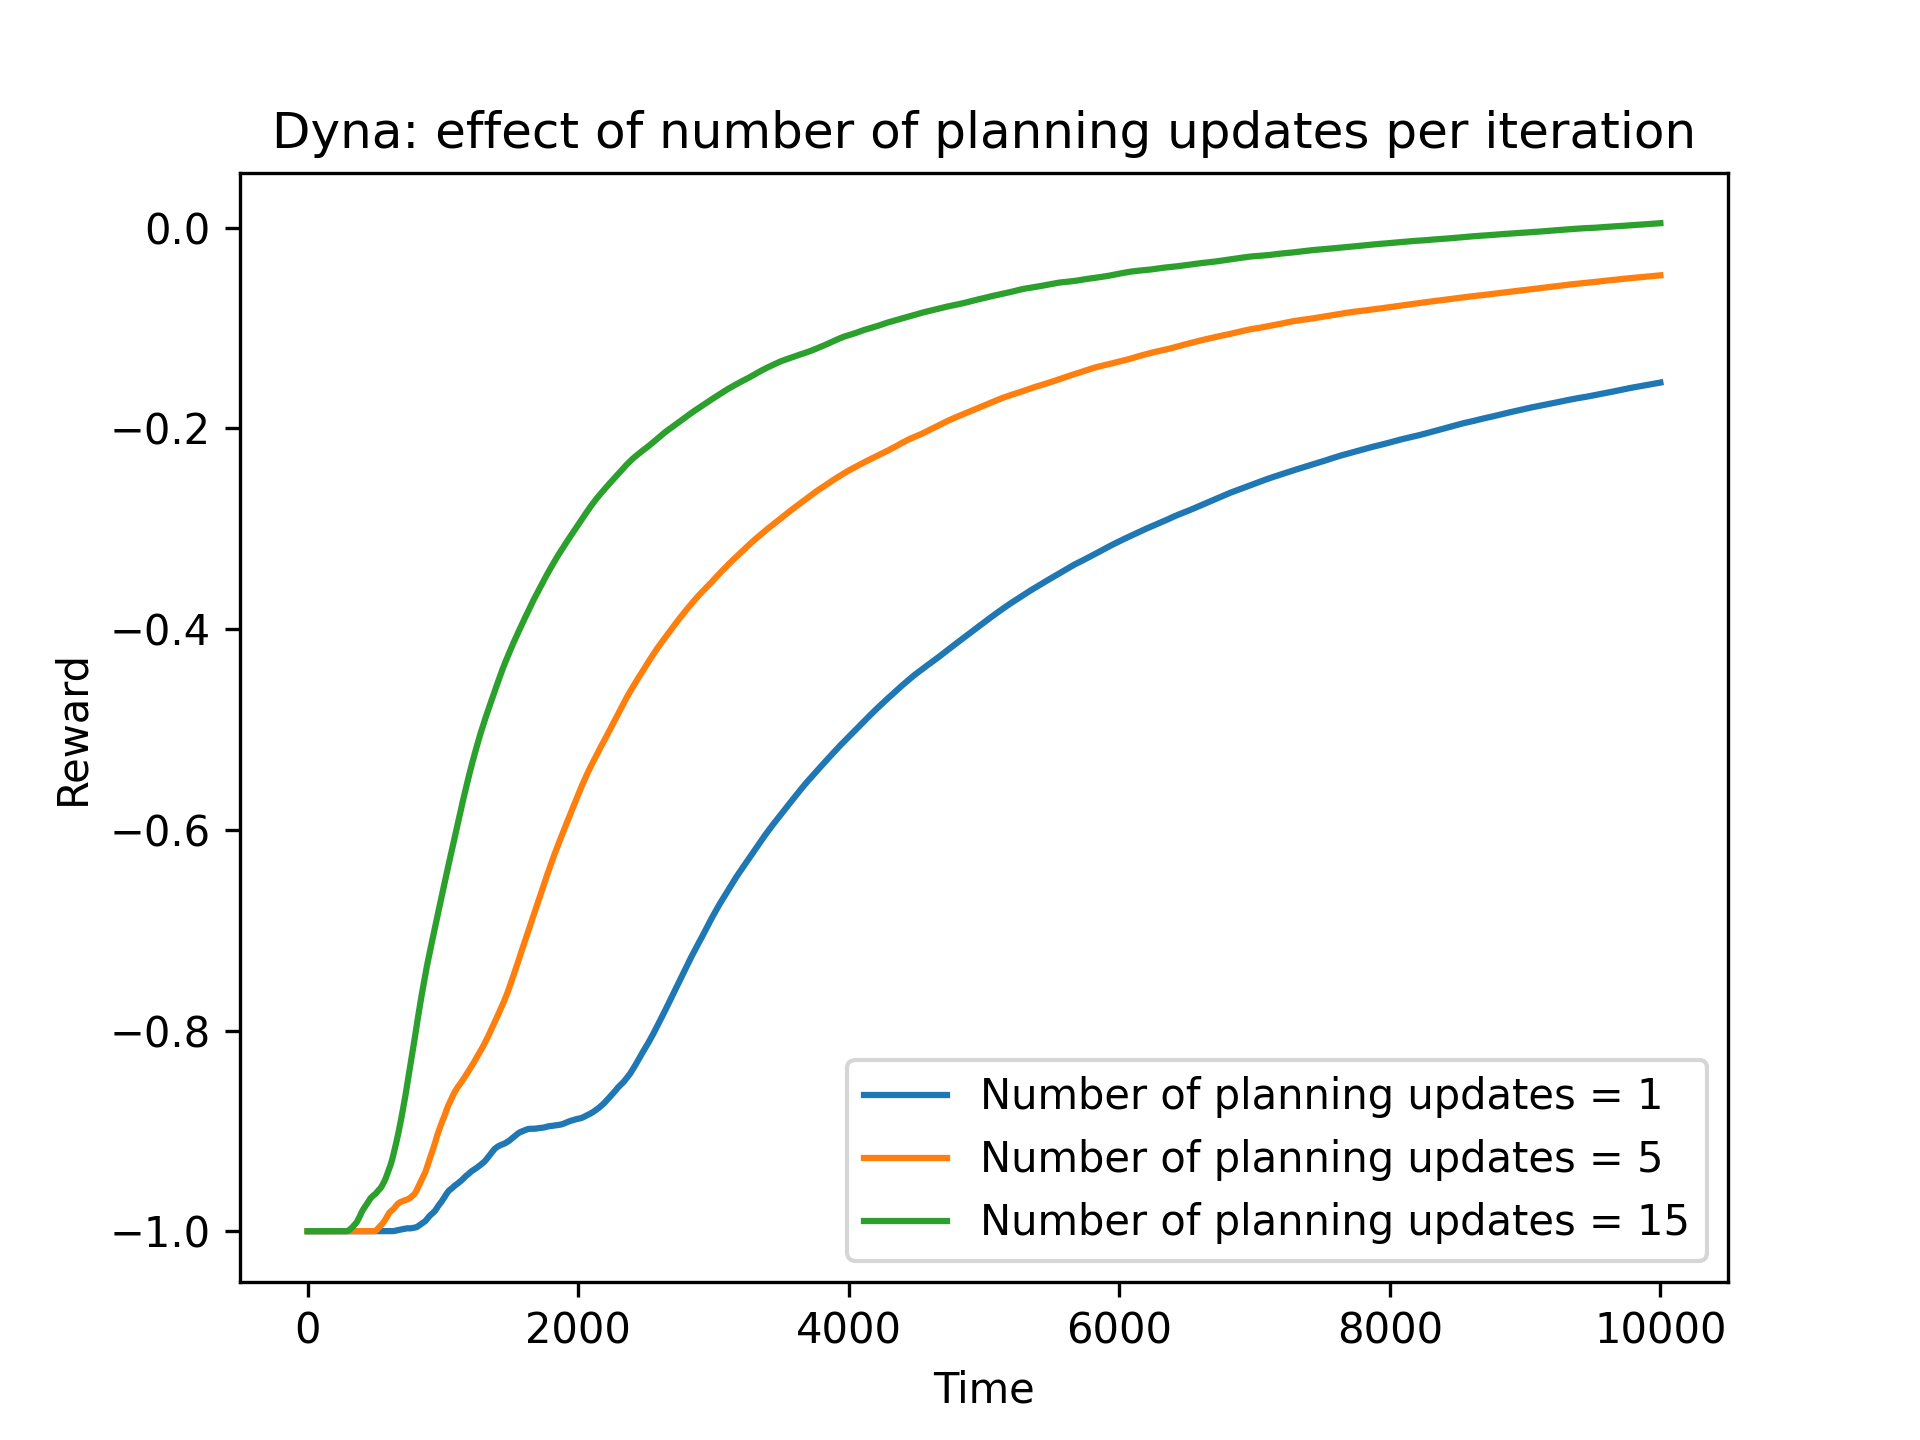 Dyna: effect of number of planning updates per iteration
0.0
−0.2
−0.4
−0.6
−0.8
−1.0
Reward
Number of planning updates = 1
Number of planning updates = 5
Number of planning updates = 15
0 2000 4000 6000 8000 10000
Time